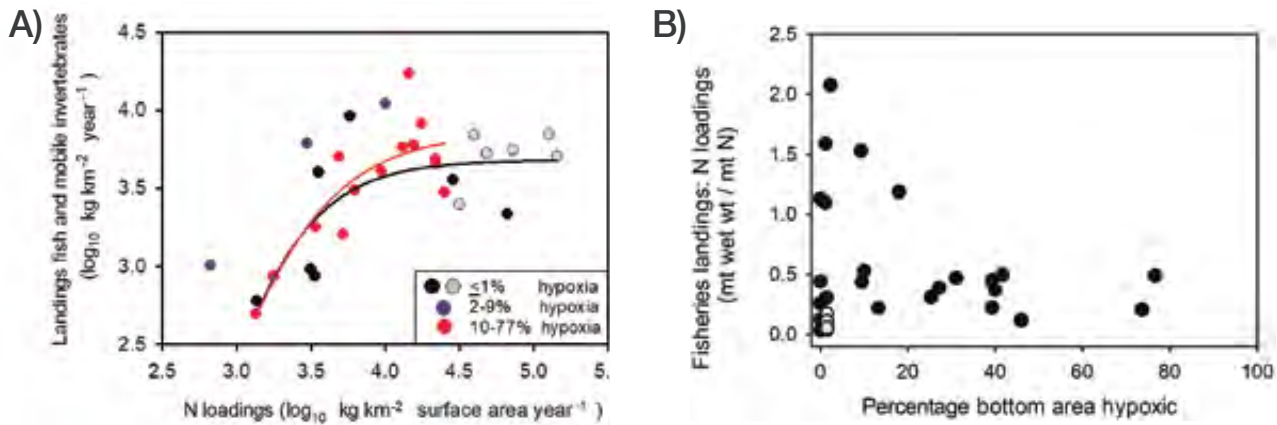 A)
Landings fish and mobile invertebrates
(log10 kg km-2 year-1)
4.5
4.0
3.5
3.0
2.5
2.5 3.0 3.5 4.0 4.5 5.
N loadings (log10 kg km-2 surface area year-1)
≤1% hypoxia
2-9% hypoxia
10-77% hypoxia
B)
Fisheries landings: N loadings
(mt wet wt / mt N)
2.5
2.0
1.5
1.0
0.5
0.0
0 20 40 60 80 100
Percentage bottom area hypoxic